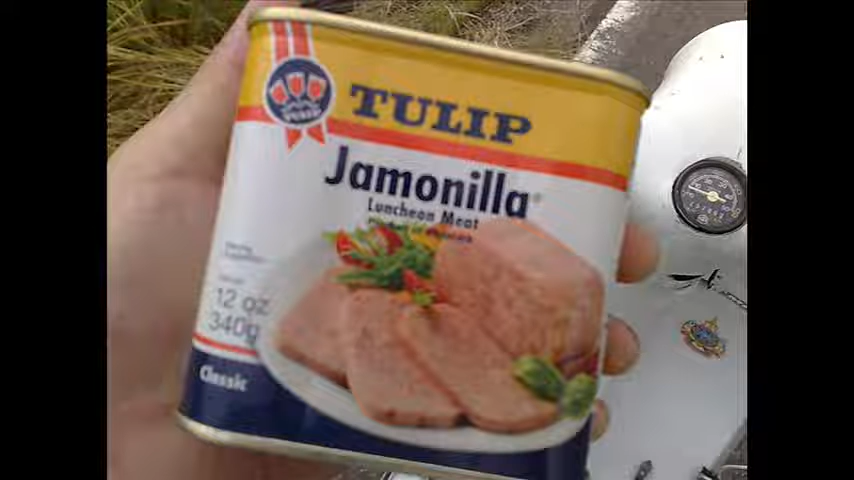 TULIP
Jamonilla®
Luncheon Meat
12 oz
340g
Classic